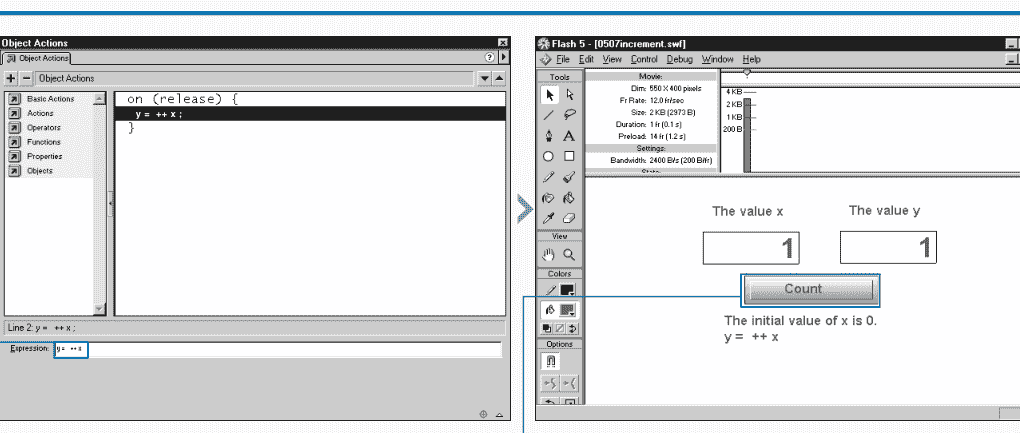 Object Actions
Object Actions
?
+ − Object Actions
Basic Actions
Actions
Operators
Functions
Properties
Objects
on (release) {
y = ++ x ;
}
Line 2: y = ++ x ;
Expression: y = ++ x
Flash 5 - [0507increment.swf]
File Edit View Control Debug Window Help
Tools
A
View
Colors
Options
Movie:
Dim: 550 X 400 pixels
Fr Rate: 12.0 fr/sec
Size: 2 KB (2973 B)
Duration: 1 fr (0.1 s)
Preload: 14 fr (1.2 s)
Settings:
Bandwidth: 2400 B/s (200 B/fr)
4 KB
2 KB
1 KB
200 B
The value x
The value y
1
1
Count
The initial value of x is 0.
y = ++ x